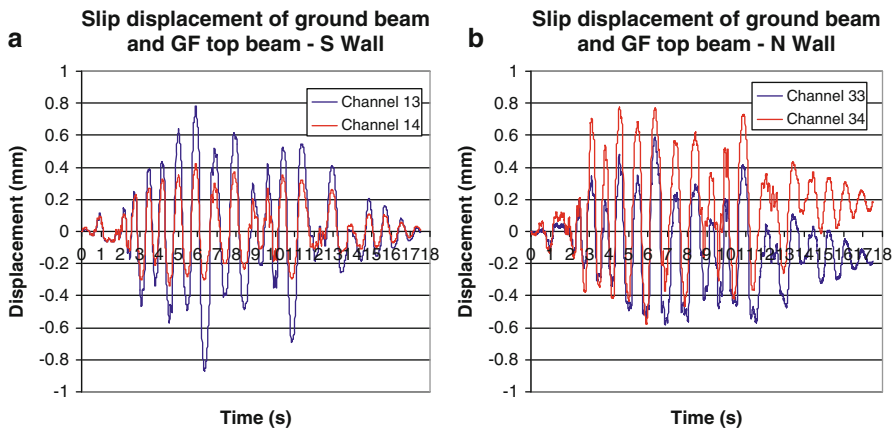 a
Slip displacement of ground beam
and GF top beam - S Wall
Displacement (mm)
1
0.8
0.6
0.4
0.2
0
-0.2
-0.4
-0.6
-0.8
-1
0 1 2 3 4 5 6 7 8 9 10 11 12 13 14 15 16 17 18
Channel 13
Channel 14
Time (s)
b
Slip displacement of ground beam
and GF top beam - N Wall
Displacement (mm)
1
0.8
0.6
0.4
0.2
0
-0.2
-0.4
-0.6
-0.8
-1
0 1 2 3 4 5 6 7 8 9 10 11 12 13 14 15 16 17 18
Channel 33
Channel 34
Time (s)